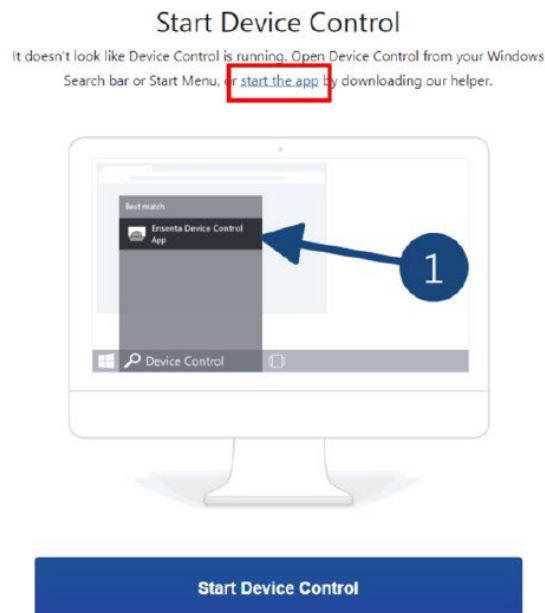 Start Device Control
It doesn't look like Device Control is running. Open Device Control from your Windows
Search bar or Start Menu, or start the app by downloading our helper.
Best match
Ensenta Device Control
App
1
Device Control
Start Device Control